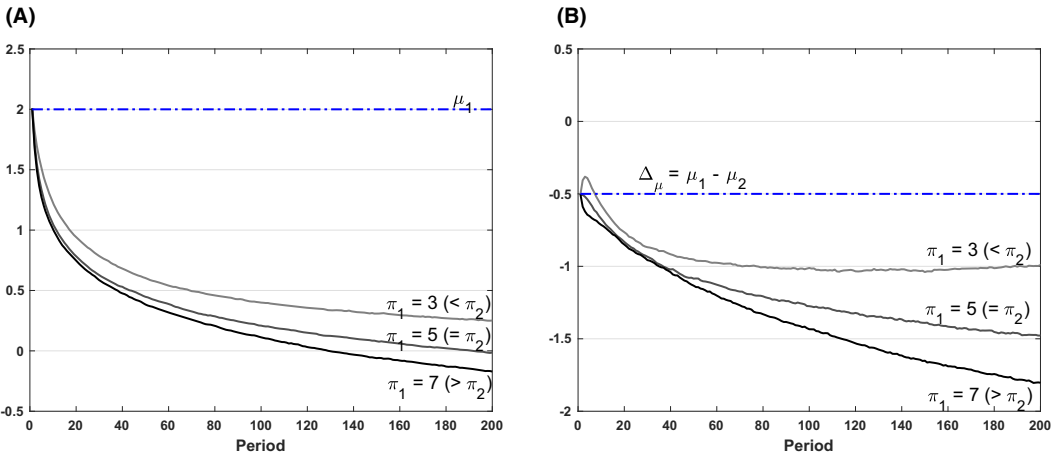 (A)
2.5
2
1.5
1
0.5
0
-0.5
μ1
π1 = 3 (< π2)
π1 = 5 (= π2)
π1 = 7 (> π2)
0 20 40 60 80 100 120 140 160 180 200
Period
(B)
0.5
0
-0.5
-1
-1.5
-2
Δμ = μ1 - μ2
π1 = 3 (< π2)
π1 = 5 (= π2)
π1 = 7 (> π2)
0 20 40 60 80 100 120 140 160 180 200
Period